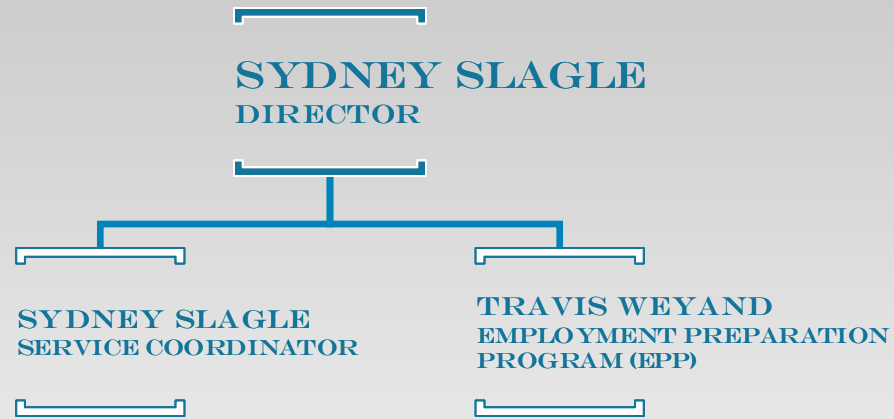 SYDNEY SLAGLE
DIRECTOR
SYDNEY SLAGLE
SERVICE COORDINATOR
TRAVIS WEYAND
EMPLOYMENT PREPARATION
PROGRAM (EPP)